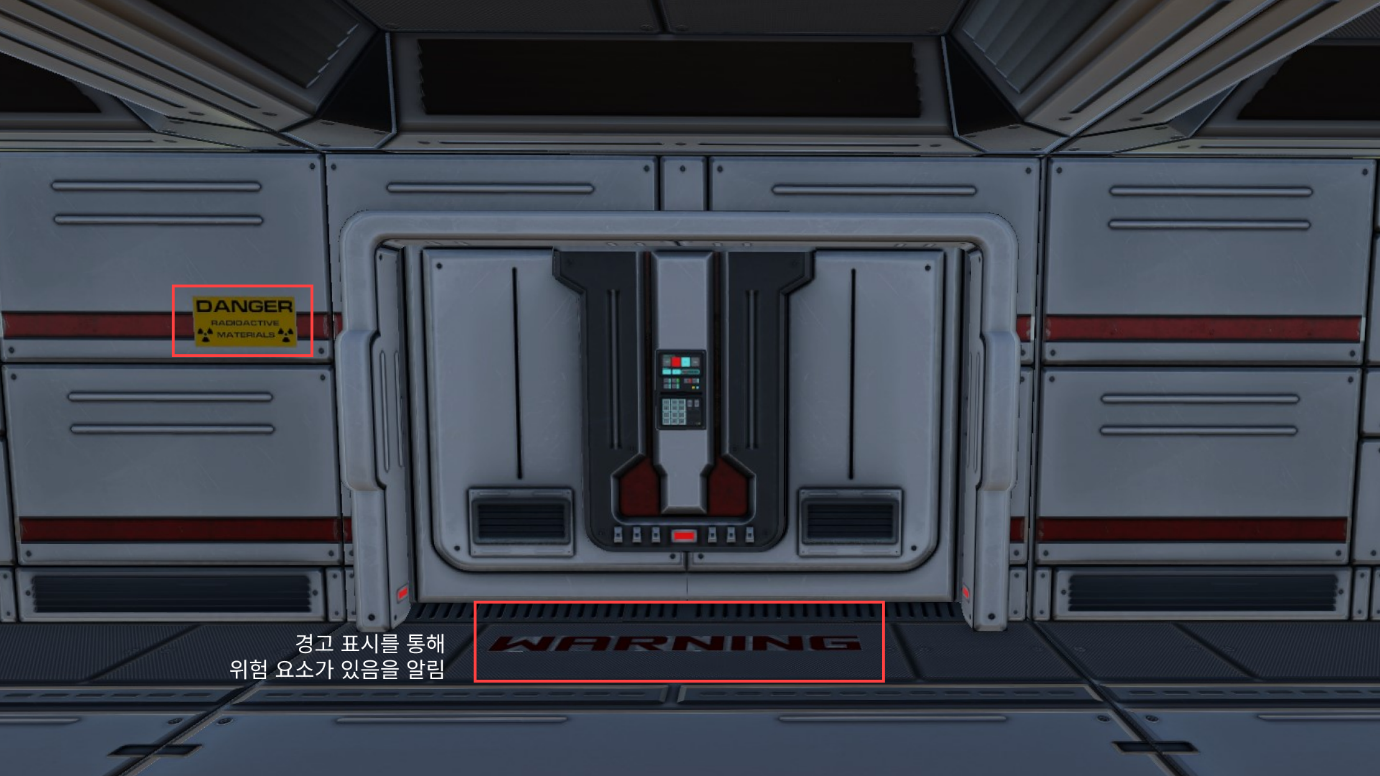 DANGER
RADIOACTIVE
MATERIALS
경고 표시를 통해
위험 요소가 있음을 알림
WARNING